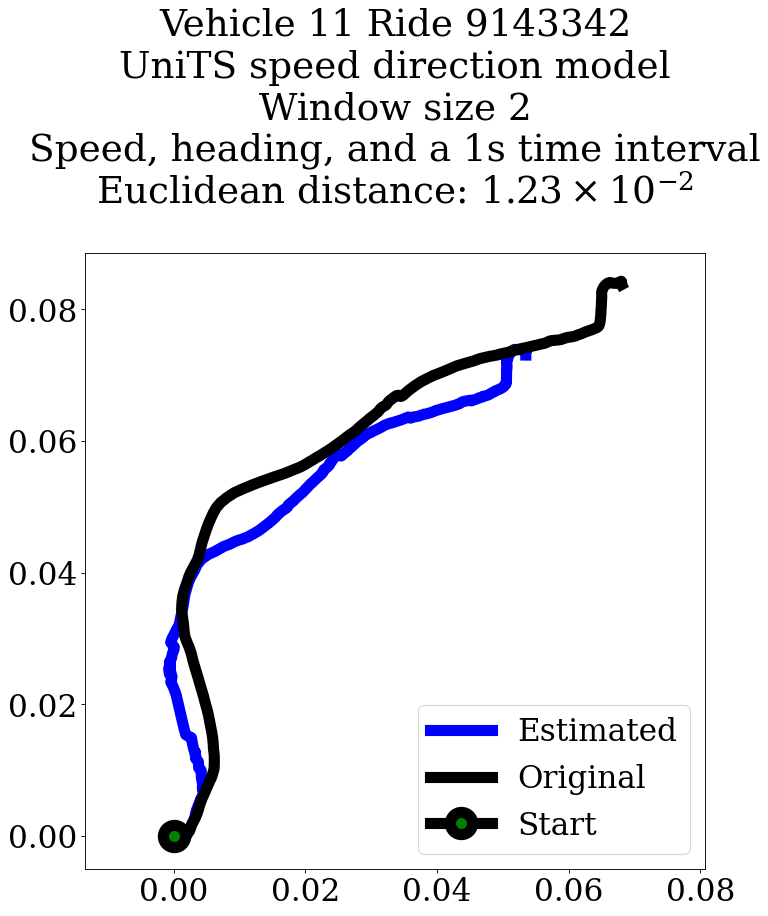 Vehicle 11 Ride 9143342
UniTS speed direction model
Window size 2
Speed, heading, and a 1s time interval
Euclidean distance: 1.23 × 10⁻²
0.08
0.06
0.04
0.02
0.00
Estimated
Original
Start
0.00 0.02 0.04 0.06 0.08